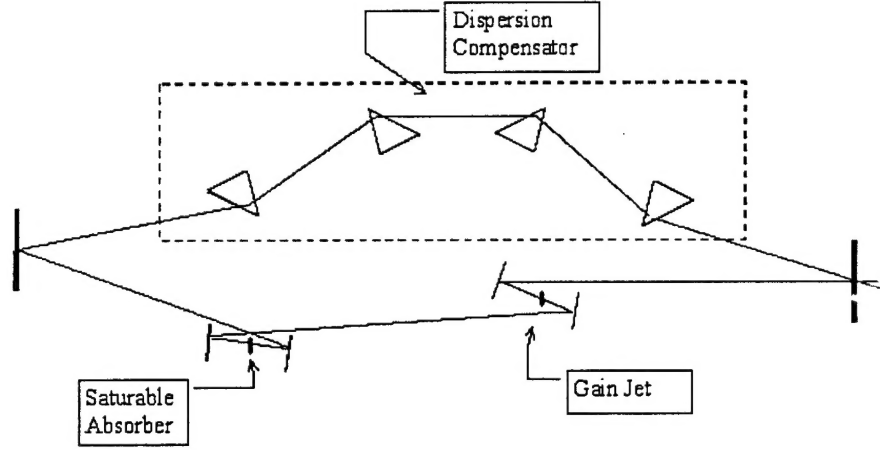 Dispersion
Compensator
Gain Jet
Saturable
Absorber